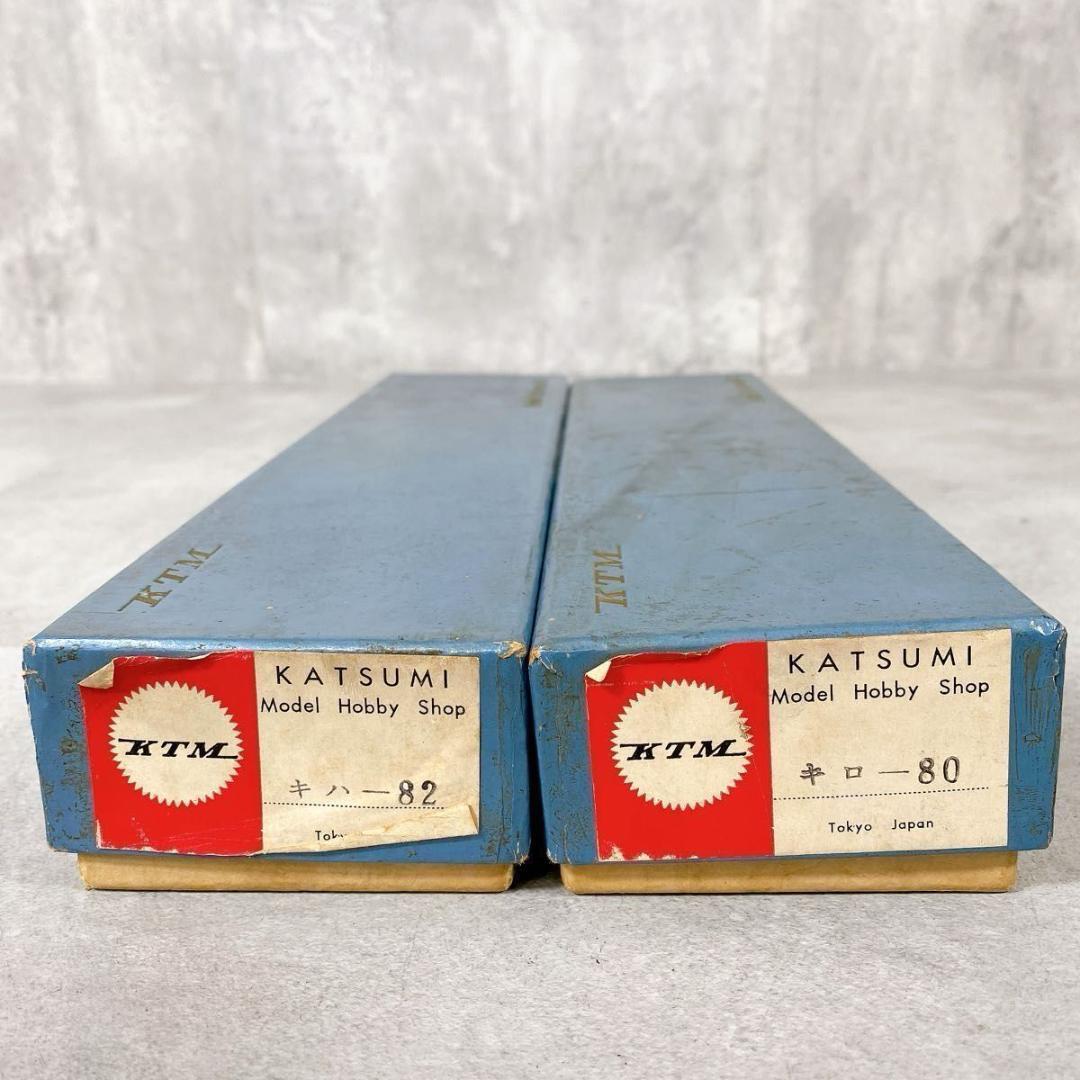 KTM
KTM
KTM
KATSUMI
Model Hobby Shop
キハ-82
KTM
KATSUMI
Model Hobby Shop
キロ-80
Tokyo Japan